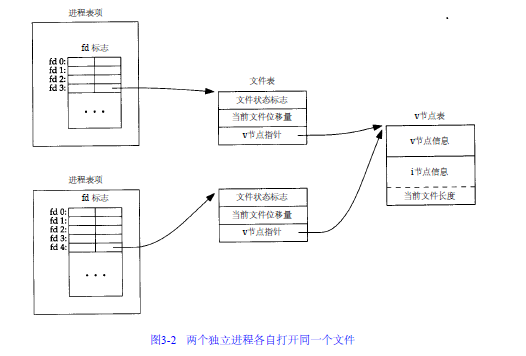 进程表项
fd 标志
fd 0:
fd 1:
fd 2:
fd 3:
文件表
文件状态标志
当前文件位移量
v节点指针
v节点表
v节点信息
i节点信息
当前文件长度
进程表项
fd 标志
fd 0:
fd 1:
fd 2:
fd 3:
fd 4:
文件状态标志
当前文件位移量
v节点指针
图3-2 两个独立进程各自打开同一个文件